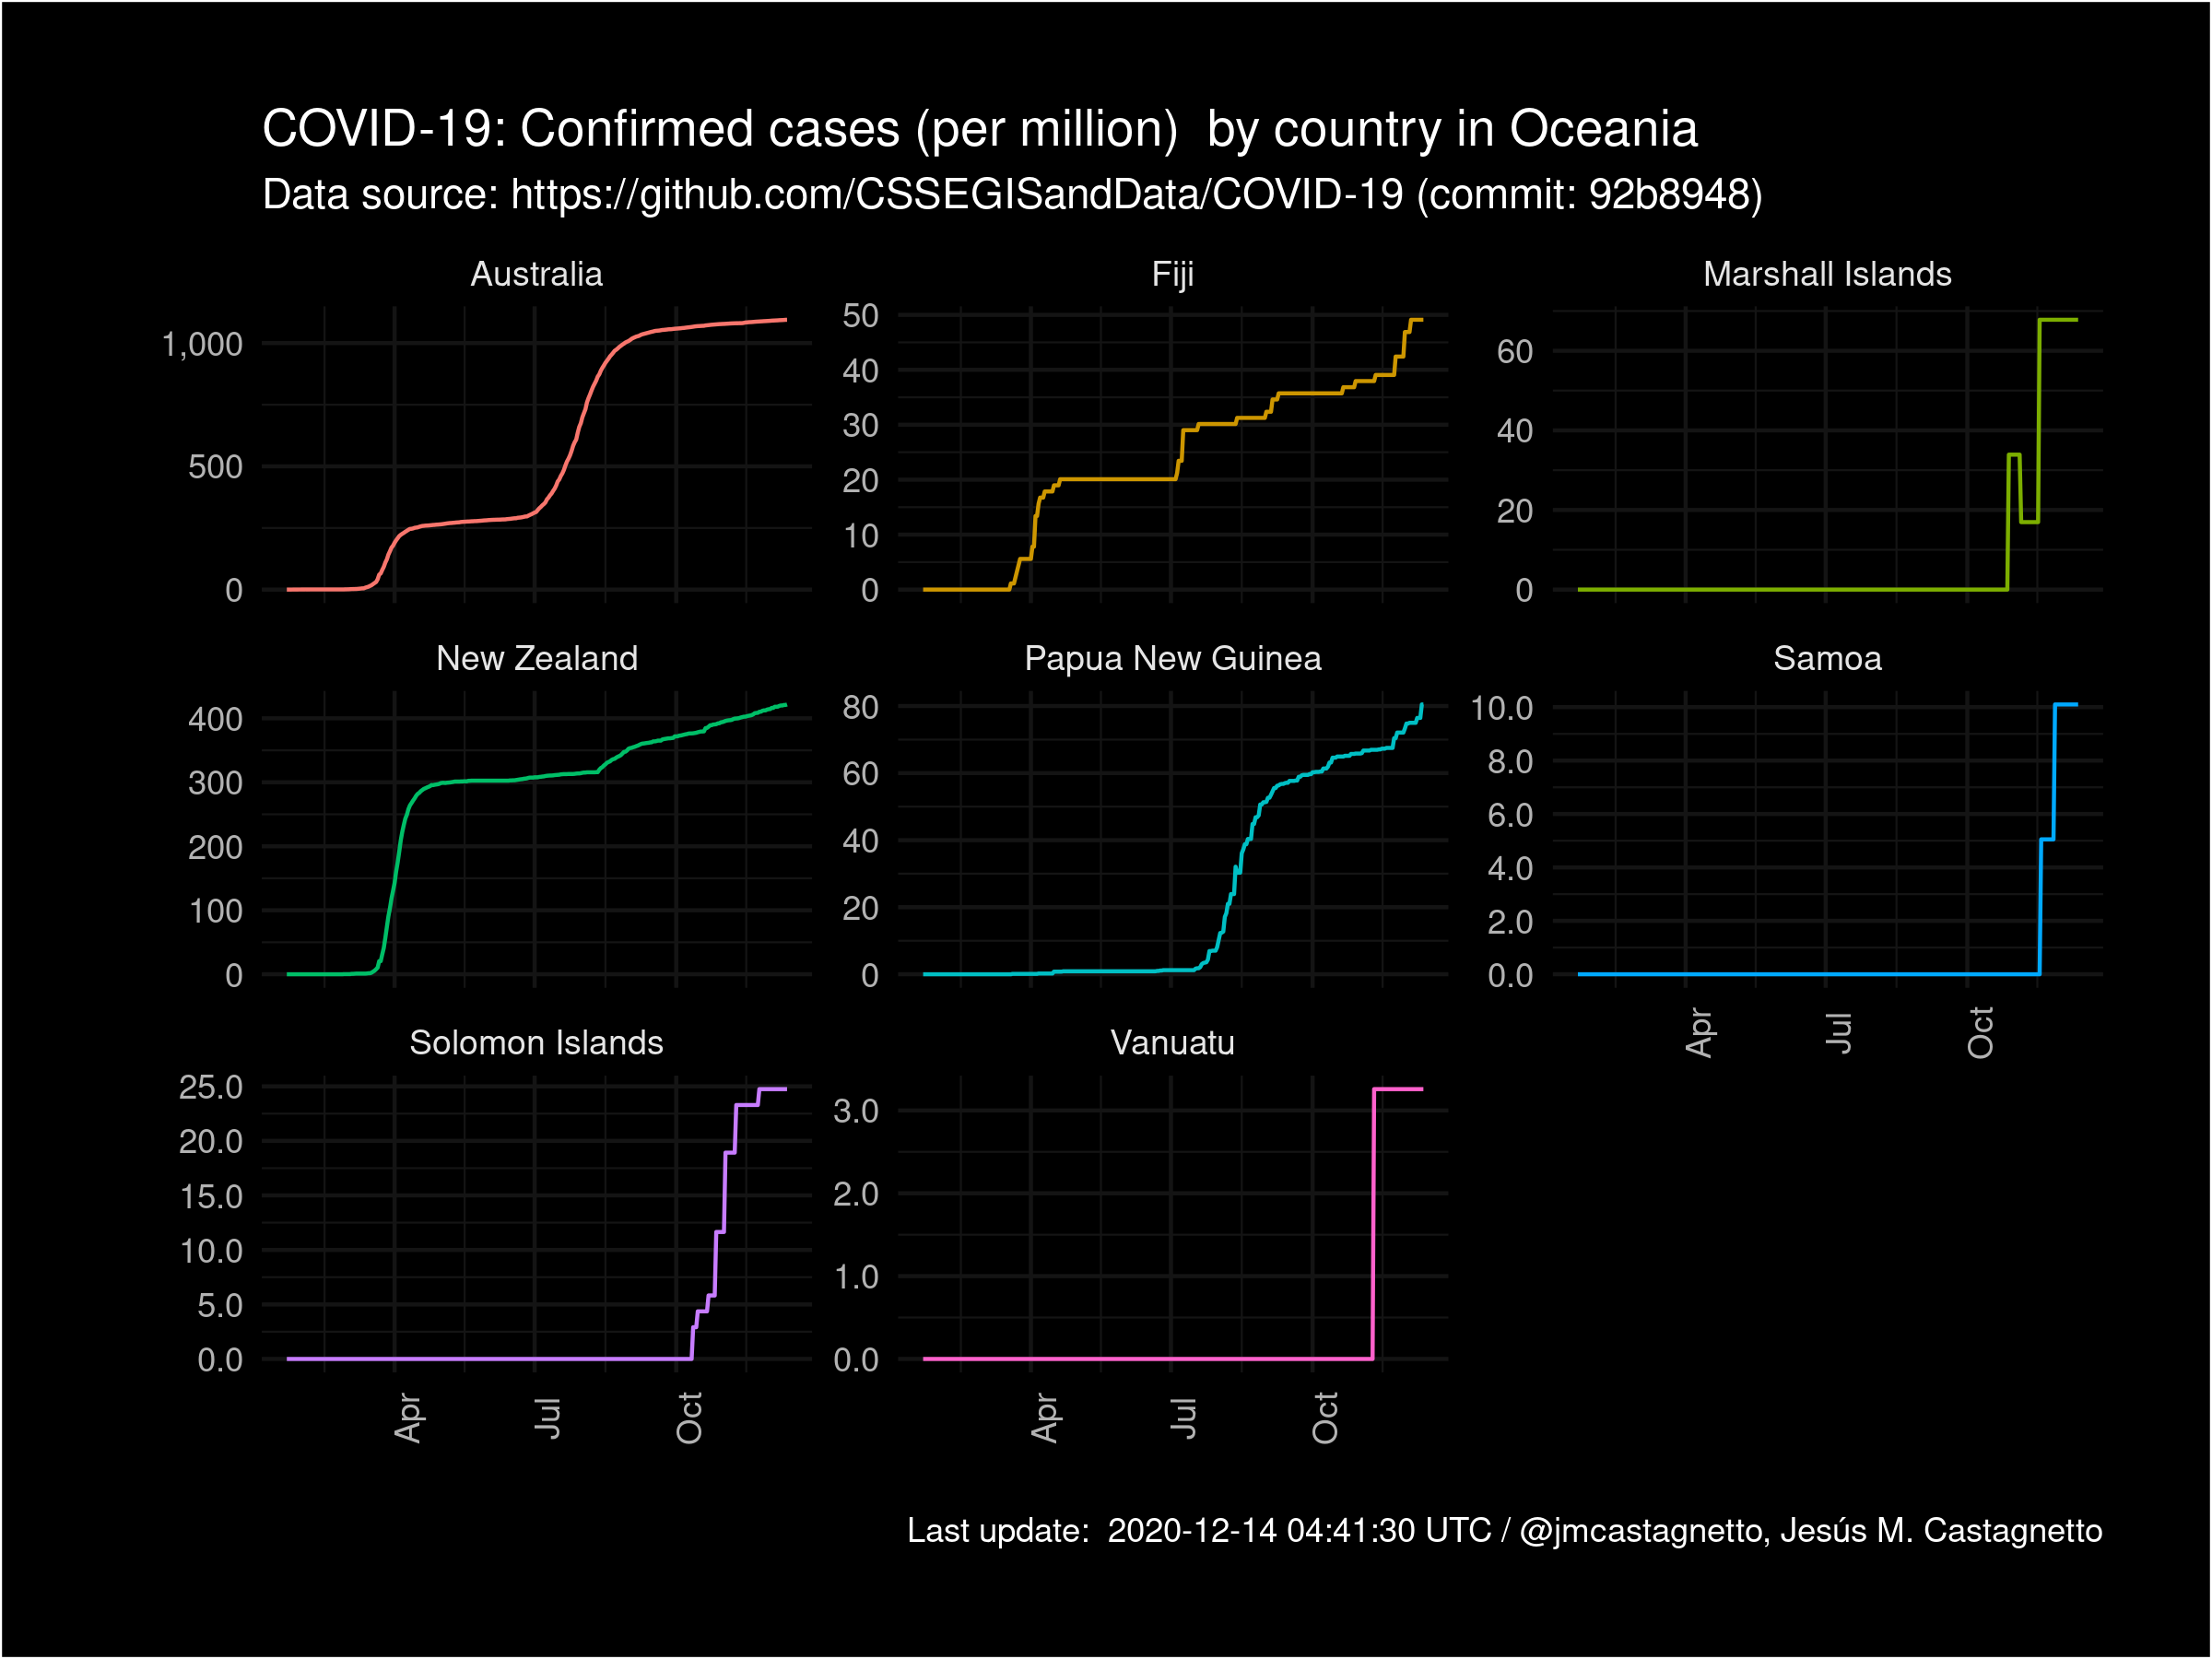 COVID-19: Confirmed cases (per million)  by country in Oceania
Data source: https://github.com/CSSEGISandData/COVID-19 (commit: 92b8948)
Australia
1,000
500
0
Fiji
50
40
30
20
10
0
Marshall Islands
60
40
20
0
New Zealand
400
300
200
100
0
Papua New Guinea
80
60
40
20
0
Samoa
10.0
8.0
6.0
4.0
2.0
0.0
Apr
Jul
Oct
Solomon Islands
25.0
20.0
15.0
10.0
5.0
0.0
Apr
Jul
Oct
Vanuatu
3.0
2.0
1.0
0.0
Apr
Jul
Oct
Last update:  2020-12-14 04:41:30 UTC / @jmcastagnetto, Jesús M. Castagnetto